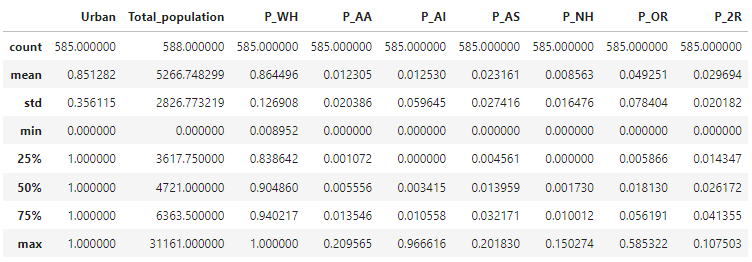 Urban Total_population P_WH P_AA P_AI P_AS P_NH P_OR P_2R
count 585.000000 588.000000 585.000000 585.000000 585.000000 585.000000 585.000000 585.000000 585.000000
mean 0.851282 5266.748299 0.864496 0.012305 0.012530 0.023161 0.008563 0.049251 0.029694
std 0.356115 2826.773219 0.126908 0.020386 0.059645 0.027416 0.016476 0.078404 0.020182
min 0.000000 0.000000 0.008952 0.000000 0.000000 0.000000 0.000000 0.000000 0.000000
25% 1.000000 3617.750000 0.838642 0.001072 0.000000 0.004561 0.000000 0.005866 0.014347
50% 1.000000 4721.000000 0.904860 0.005556 0.003415 0.013959 0.001730 0.018130 0.026172
75% 1.000000 6363.500000 0.940217 0.013546 0.010558 0.032171 0.010012 0.056191 0.041355
max 1.000000 31161.000000 1.000000 0.209565 0.966616 0.201830 0.150274 0.585322 0.107503